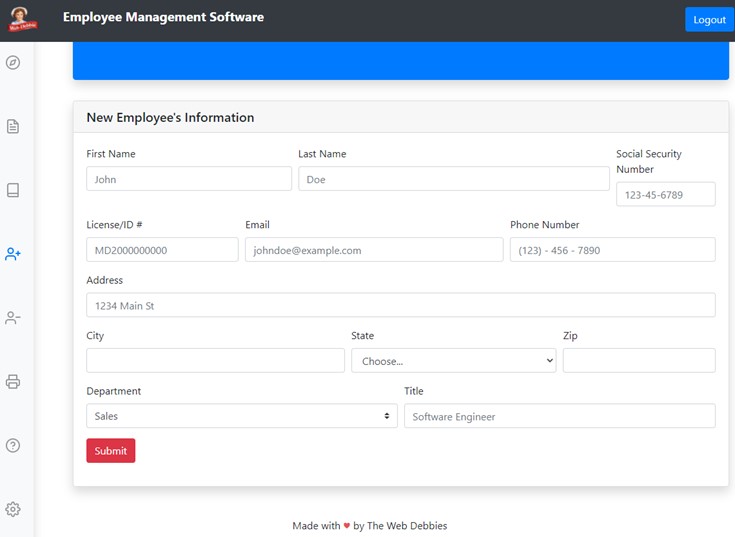 Employee Management Software
Logout
New Employee's Information
First Name
Last Name
Social Security
Number
John
Doe
123-45-6789
License/ID #
Email
Phone Number
MD2000000000
johndoe@example.com
(123) - 456 - 7890
Address
1234 Main St
City
State
Zip
Choose...
Department
Title
Sales
Software Engineer
Submit
Made with ♥ by The Web Debbies